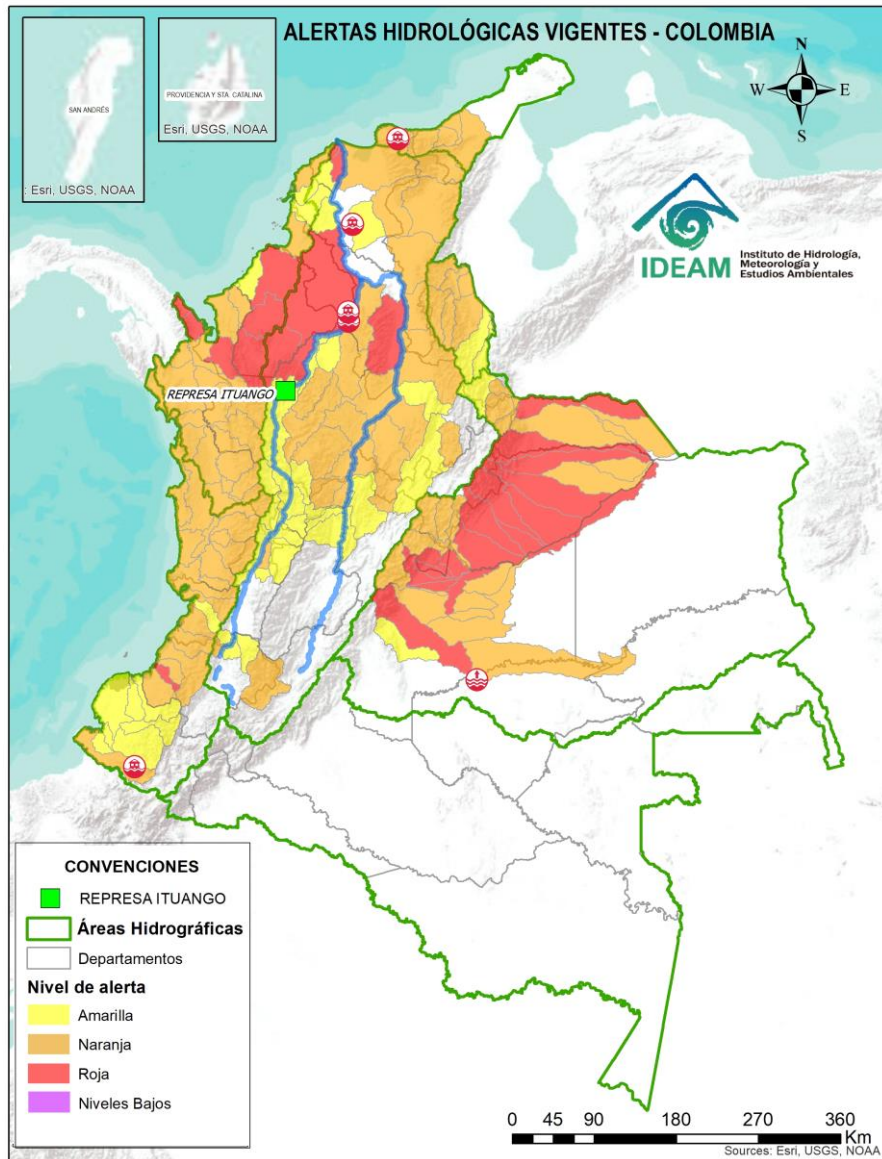 ALERTAS HIDROLÓGICAS VIGENTES - COLOMBIA
SAN ANDRÉS
: Esri, USGS, NOAA
PROVIDENCIA Y STA. CATALINA
Esri, USGS, NOAA
N
W
E
S
IDEAM
Instituto de Hidrología,
Meteorología y
Estudios Ambientales
REPRESA ITUANGO
CONVENCIONES
REPRESA ITUANGO
Áreas Hidrográficas
Departamentos
Nivel de alerta
Amarilla
Naranja
Roja
Niveles Bajos
0 45 90 180 270 360
Km
Sources: Esri, USGS, NOAA